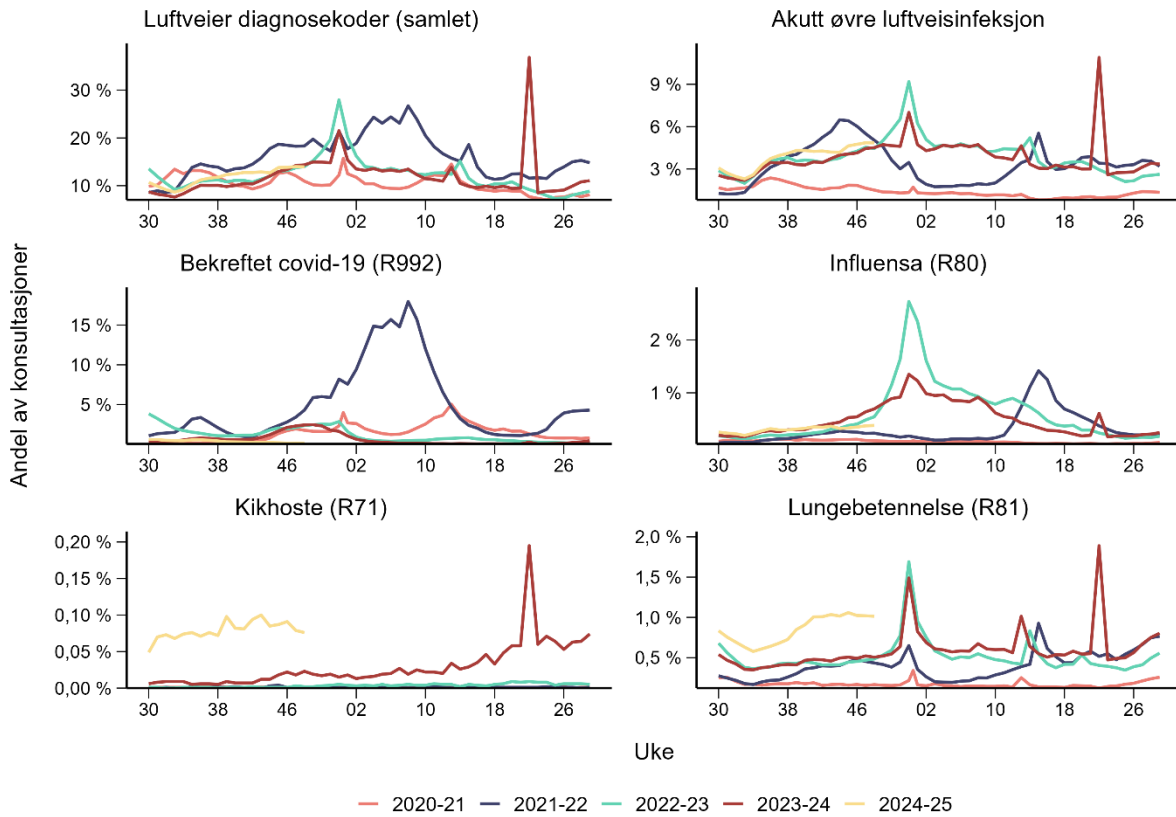 Luftveier diagnosekoder (samlet)
Akutt øvre luftveisinfeksjon
30 %
20 %
10 %
30 38 46 02 10 18 26
9 %
6 %
3 %
30 38 46 02 10 18 26
Bekreftet covid-19 (R992)
Influensa (R80)
15 %
10 %
5 %
30 38 46 02 10 18 26
2 %
1 %
30 38 46 02 10 18 26
Kikhoste (R71)
Lungebetennelse (R81)
0,20 %
0,15 %
0,10 %
0,05 %
0,00 %
30 38 46 02 10 18 26
2,0 %
1,5 %
1,0 %
0,5 %
30 38 46 02 10 18 26
Andel av konsultasjoner
Uke
2020-21 2021-22 2022-23 2023-24 2024-25